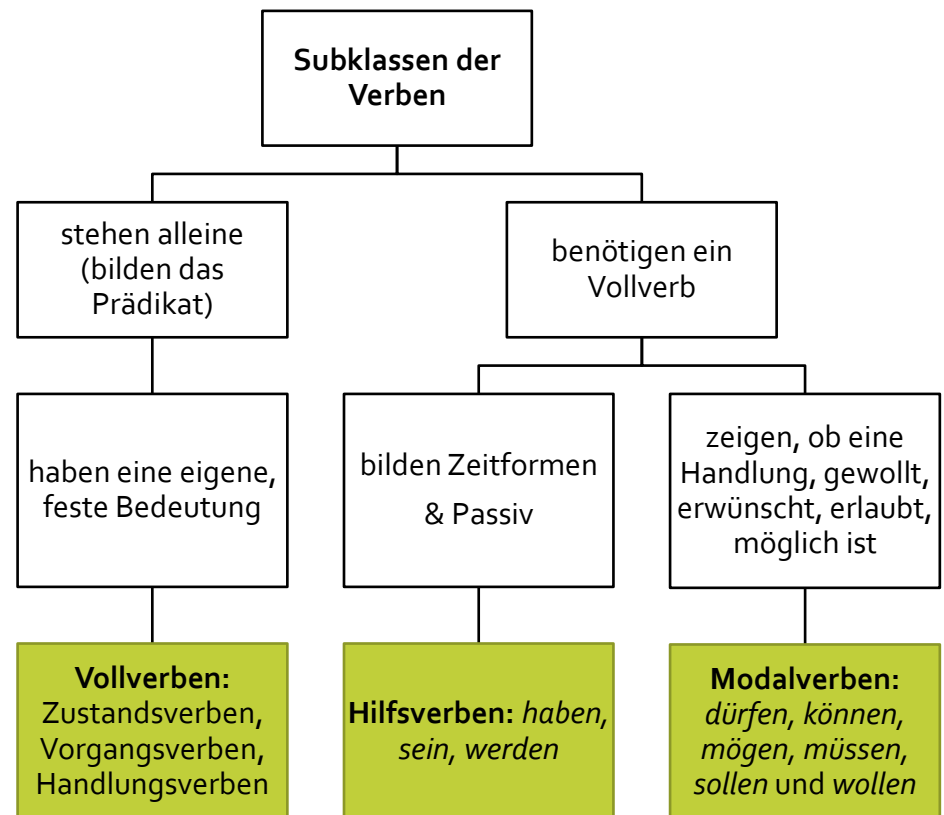 Subklassen der
Verben
stehen alleine
(bilden das
Prädikat)
benötigen ein
Vollverb
haben eine eigene,
feste Bedeutung
bilden Zeitformen
& Passiv
zeigen, ob eine
Handlung, gewollt,
erwünscht, erlaubt,
möglich ist
Vollverben:
Zustandsverben,
Vorgangsverben,
Handlungsverben
Hilfsverben: haben,
sein, werden
Modalverben:
dürfen, können,
mögen, müssen,
sollen und wollen